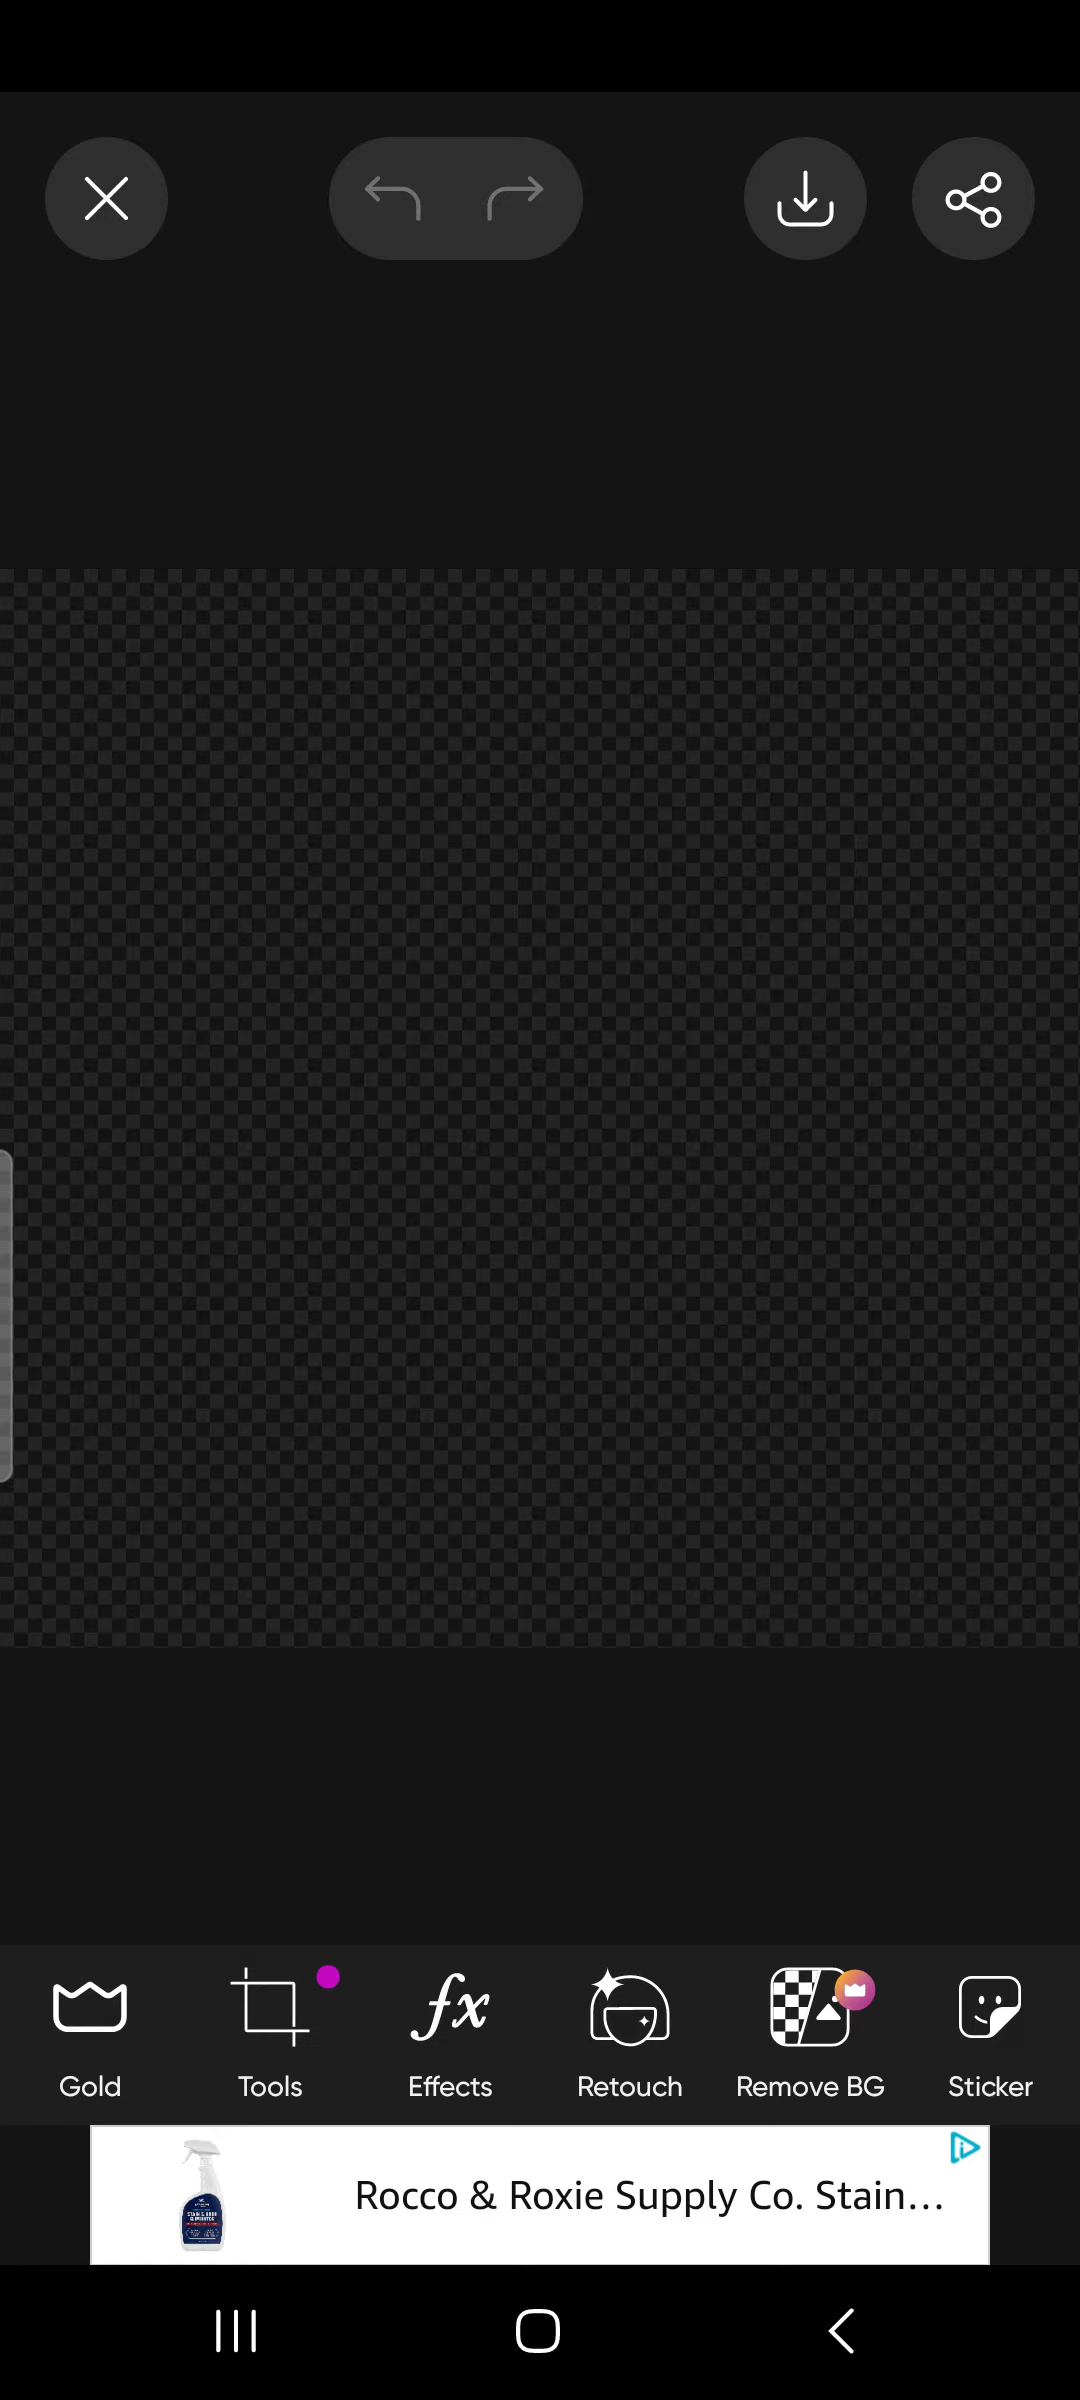 Gold
Tools
Effects
Retouch
Remove BG
Sticker
Rocco & Roxie Supply Co. Stain...